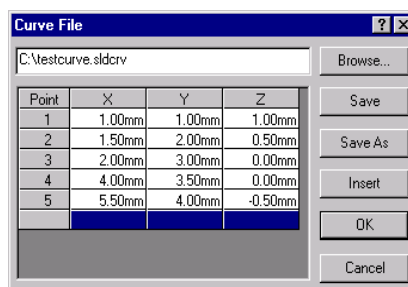 Curve File
C:\testcurve.sldcrv
Browse...
Point X Y Z
1 1.00mm 1.00mm 1.00mm
2 1.50mm 2.00mm 0.50mm
3 2.00mm 3.00mm 0.00mm
4 4.00mm 3.50mm 0.00mm
5 5.50mm 4.00mm -0.50mm
Save
Save As
Insert
OK
Cancel